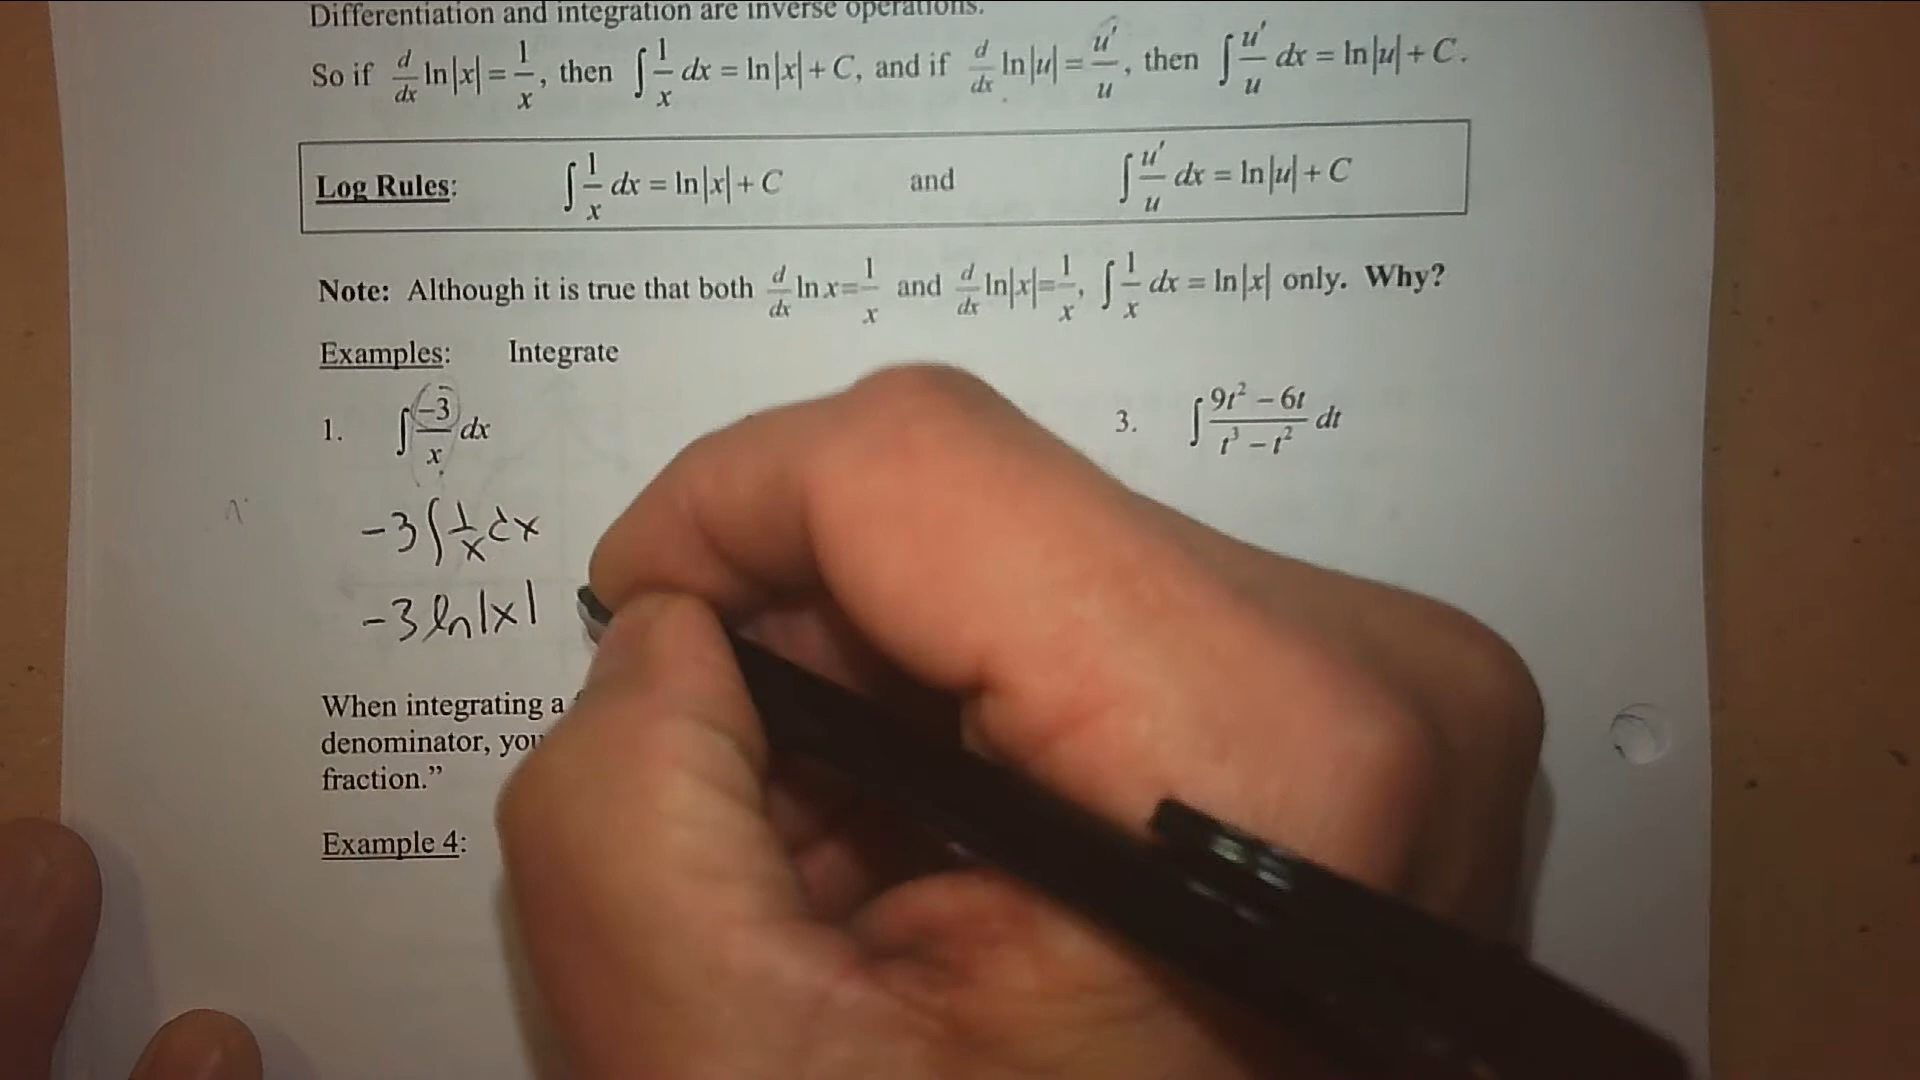 Differentiation and integration are inverse operations.
So if d/dx ln|x| = 1/x, then ∫ 1/x dx = ln|x| + C, and if d/dx ln|u| = u'/u, then ∫ u'/u dx = ln|u| + C.
Log Rules: ∫ 1/x dx = ln|x| + C and ∫ u'/u dx = ln|u| + C
Note: Although it is true that both d/dx ln x = 1/x and d/dx ln|x| = 1/x, ∫ 1/x dx = ln|x| only. Why?
Examples: Integrate
1. ∫ -3/x dx
3. ∫ (9t² - 6t)/(t³ - t²) dt
-3 ∫ 1/x dx
-3 ln|x|
When integrating a
denominator, you
fraction.”
Example 4: